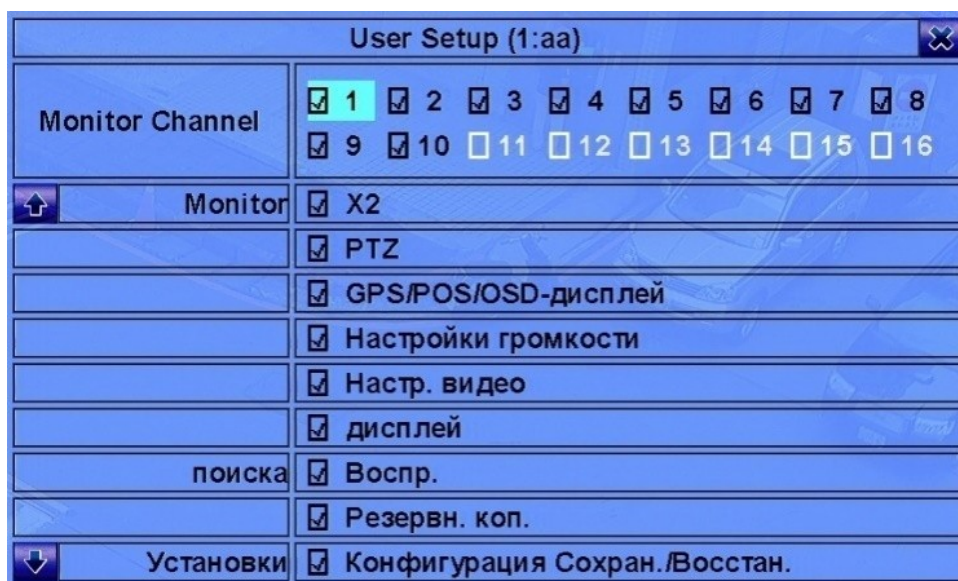 User Setup (1:aa)
Monitor Channel
1 2 3 4 5 6 7 8
9 10 11 12 13 14 15 16
Monitor X2
PTZ
GPS/POS/OSD-дисплей
Настройки громкости
Настр. видео
дисплей
поиска Воспр.
Резервн. коп.
Установки Конфигурация Сохран./Восстан.